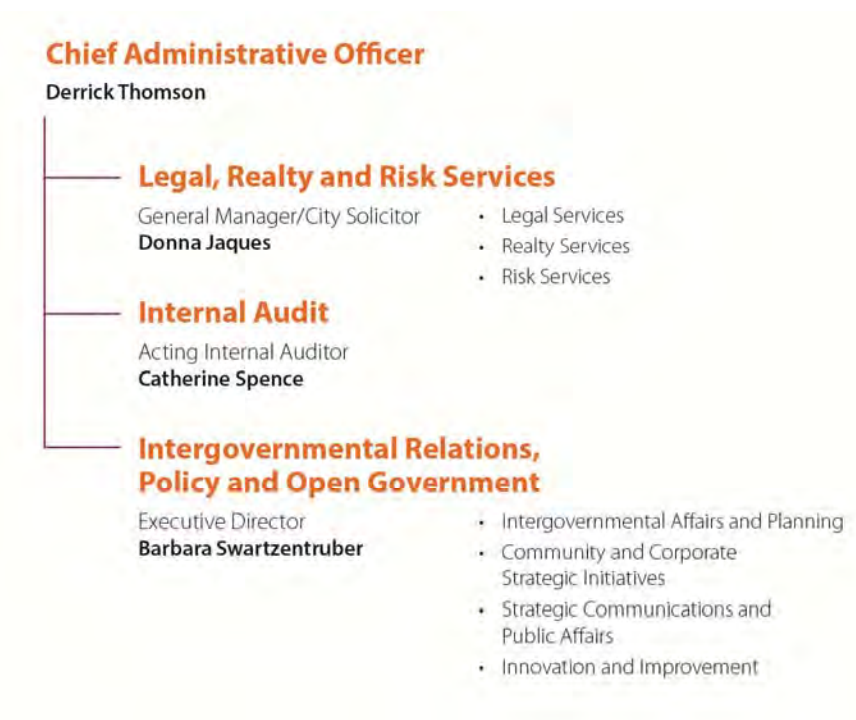 Chief Administrative Officer
Derrick Thomson
Legal, Realty and Risk Services
General Manager/City Solicitor
Donna Jaques
• Legal Services
• Realty Services
• Risk Services
Internal Audit
Acting Internal Auditor
Catherine Spence
Intergovernmental Relations,
Policy and Open Government
Executive Director
Barbara Swartzentruber
• Intergovernmental Affairs and Planning
• Community and Corporate
Strategic Initiatives
• Strategic Communications and
Public Affairs
• Innovation and Improvement